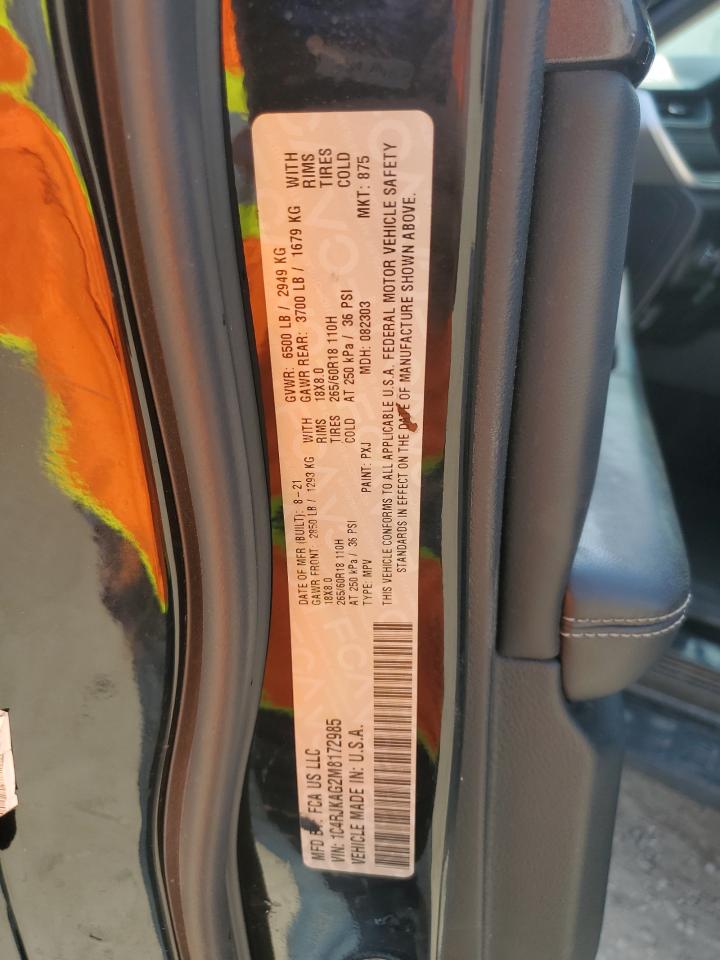 MFD BY: FCA US LLC
DATE OF MFR (BUILT): 8-21
GVWR: 6500 LB / 2949 KG
GAWR FRONT: 2850 LB / 1293 KG WITH
GAWR REAR: 3700 LB / 1679 KG WITH
18X8.0 RIMS
18X8.0 RIMS
265/60R18 110H TIRES
265/60R18 110H TIRES
AT 250 kPa / 36 PSI COLD
AT 250 kPa / 36 PSI COLD
VIN: 1C4RJKAG2M8172985
TYPE: MPV
PAINT: PXJ
MDH: 082303
MKT: 875
VEHICLE MADE IN: U.S.A.
THIS VEHICLE CONFORMS TO ALL APPLICABLE U.S.A. FEDERAL MOTOR VEHICLE SAFETY
STANDARDS IN EFFECT ON THE DATE OF MANUFACTURE SHOWN ABOVE.